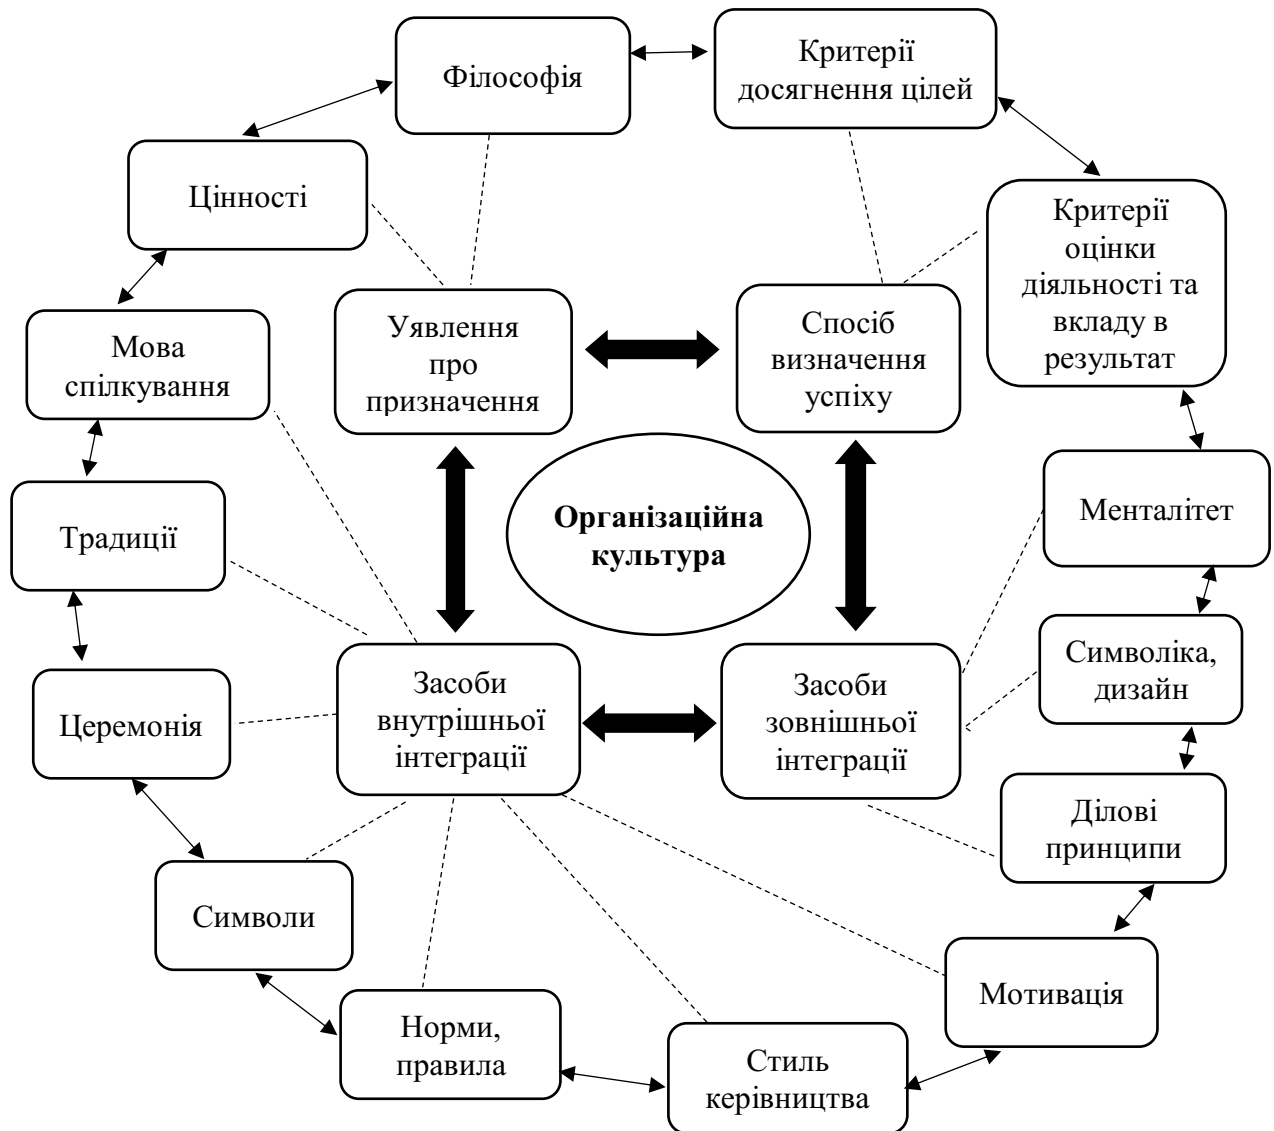 Філософія
Критерії
досягнення цілей
Цінності
Критерії
оцінки
діяльності та
вкладу в
результат
Уявлення
про
призначення
Спосіб
визначення
успіху
Мова
спілкування
Організаційна
культура
Менталітет
Традиції
Засоби
внутрішньої
інтеграції
Засоби
зовнішньої
інтеграції
Символіка,
дизайн
Церемонія
Ділові
принципи
Символи
Мотивація
Норми,
правила
Стиль
керівництва